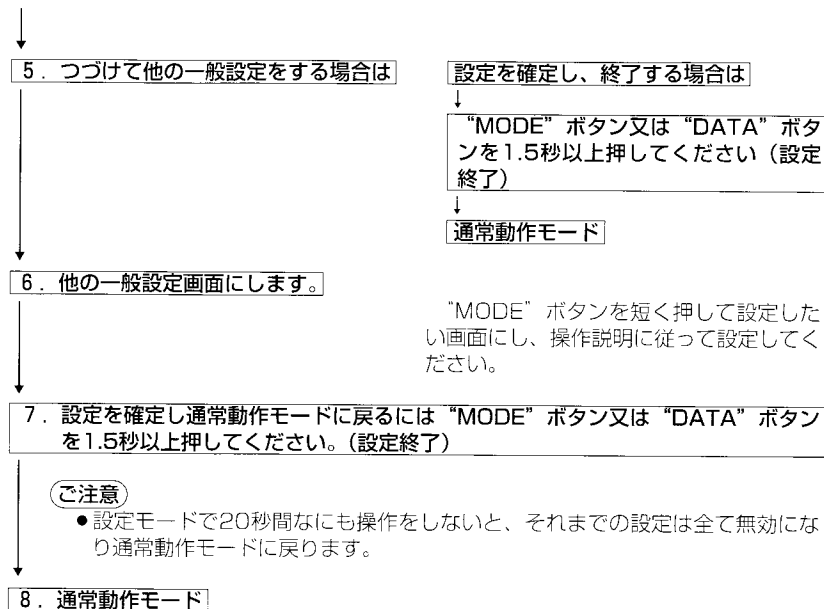 5．つづけて他の一般設定をする場合は
設定を確定し、終了する場合は
“MODE”ボタン又は“DATA”ボタ
ンを1.5秒以上押してください（設定
終了）
通常動作モード
6．他の一般設定画面にします。
“MODE”ボタンを短く押して設定した
い画面にし、操作説明に従って設定してく
ださい。
7．設定を確定し通常動作モードに戻るには“MODE”ボタン又は“DATA”ボタン
を1.5秒以上押してください。（設定終了）
ご注意
●設定モードで20秒間なにも操作をしないと、それまでの設定は全て無効にな
り通常動作モードに戻ります。
8．通常動作モード